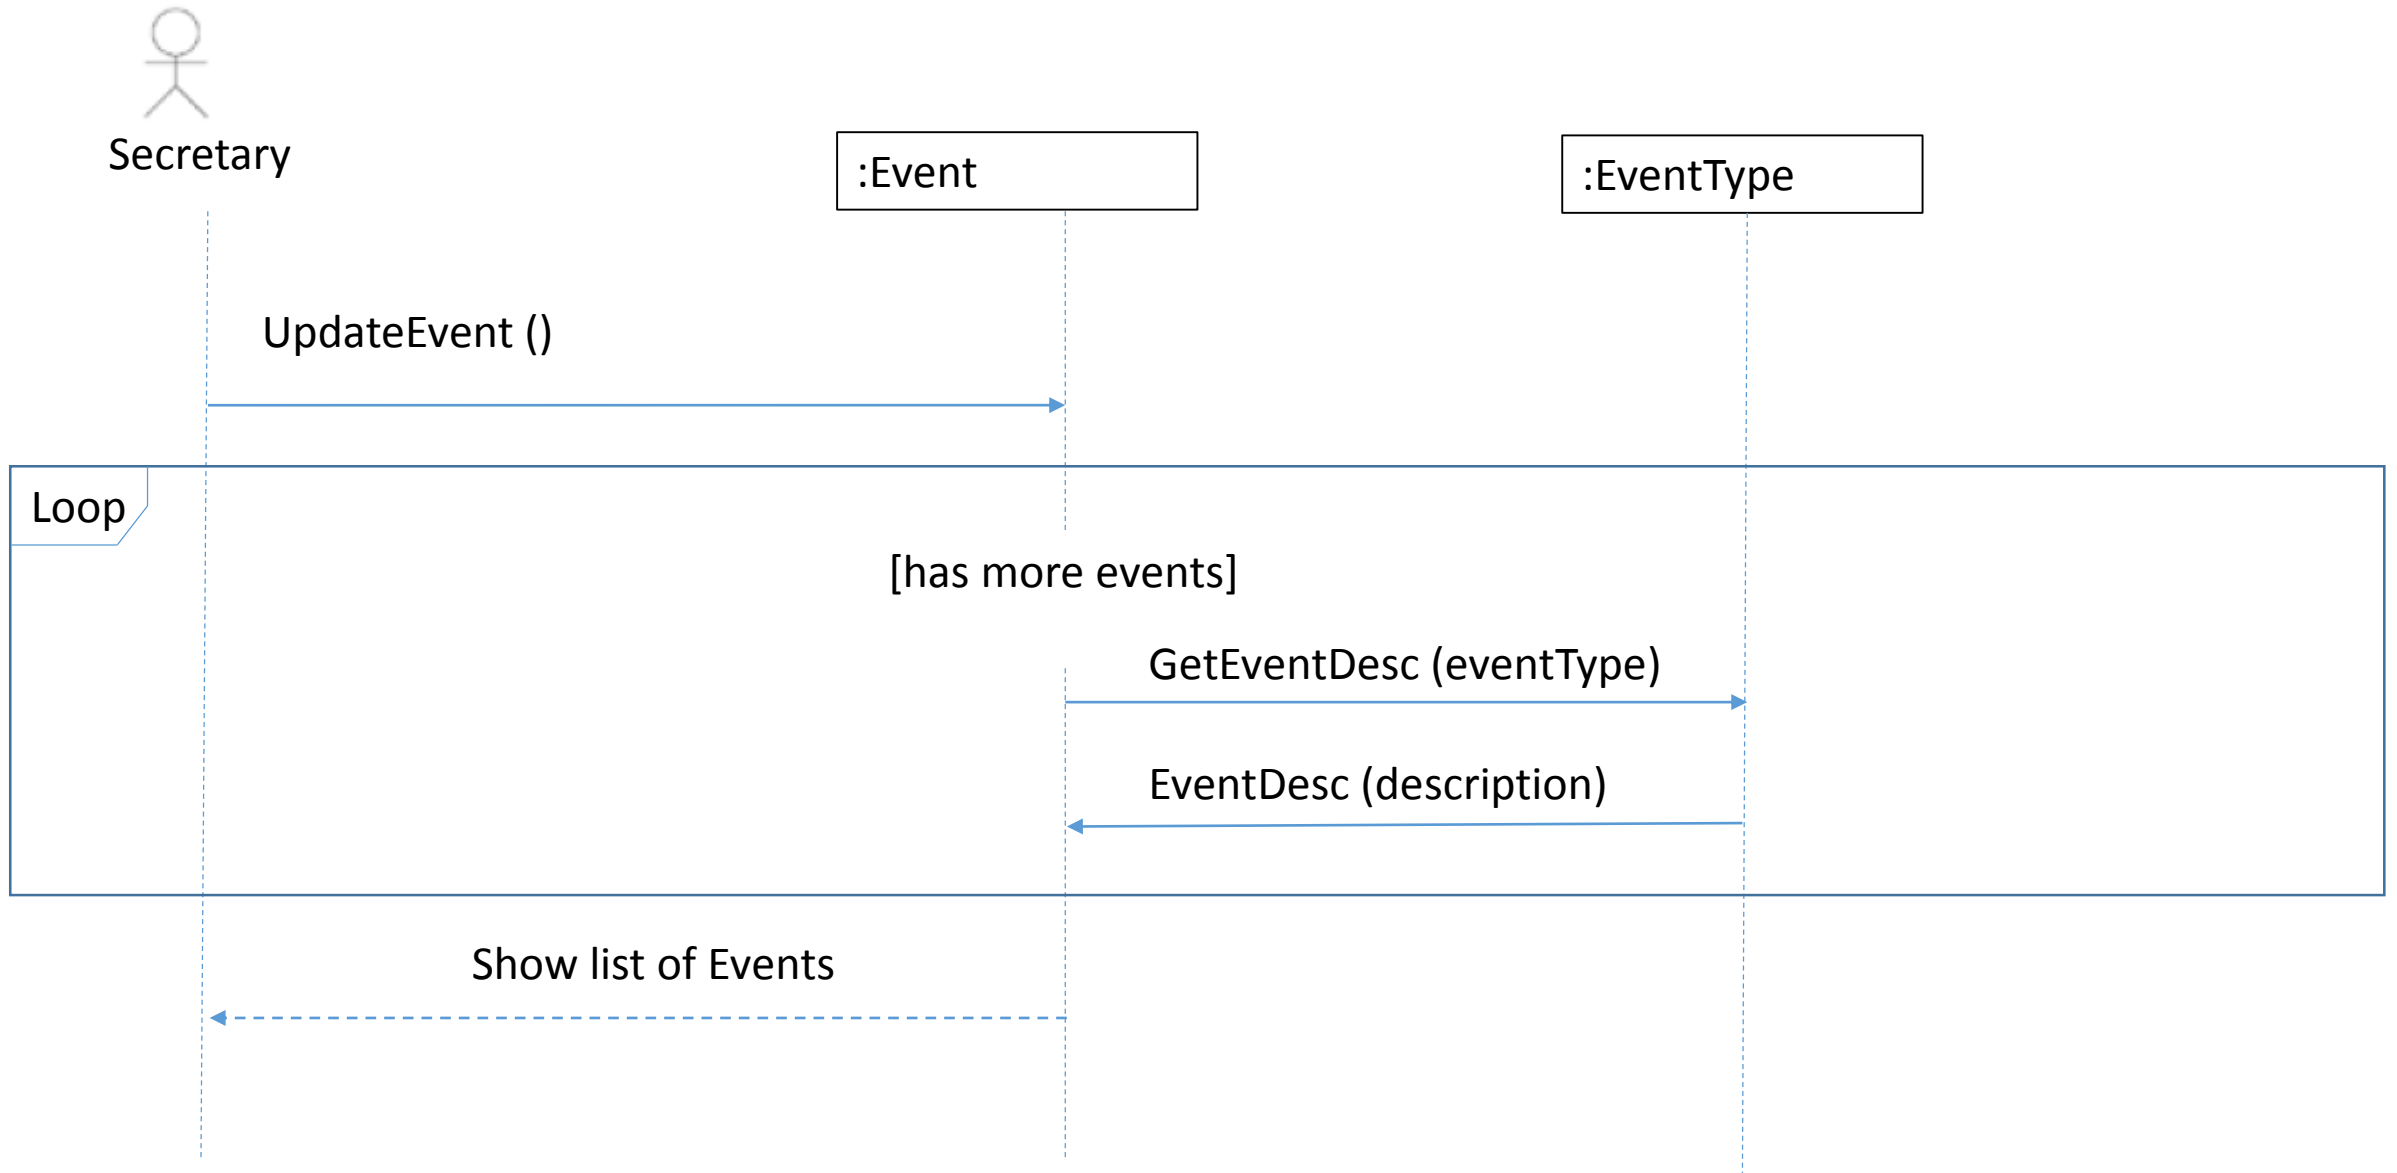 Secretary
:Event
:EventType
UpdateEvent ()
Loop
[has more events]
GetEventDesc (eventType)
EventDesc (description)
Show list of Events